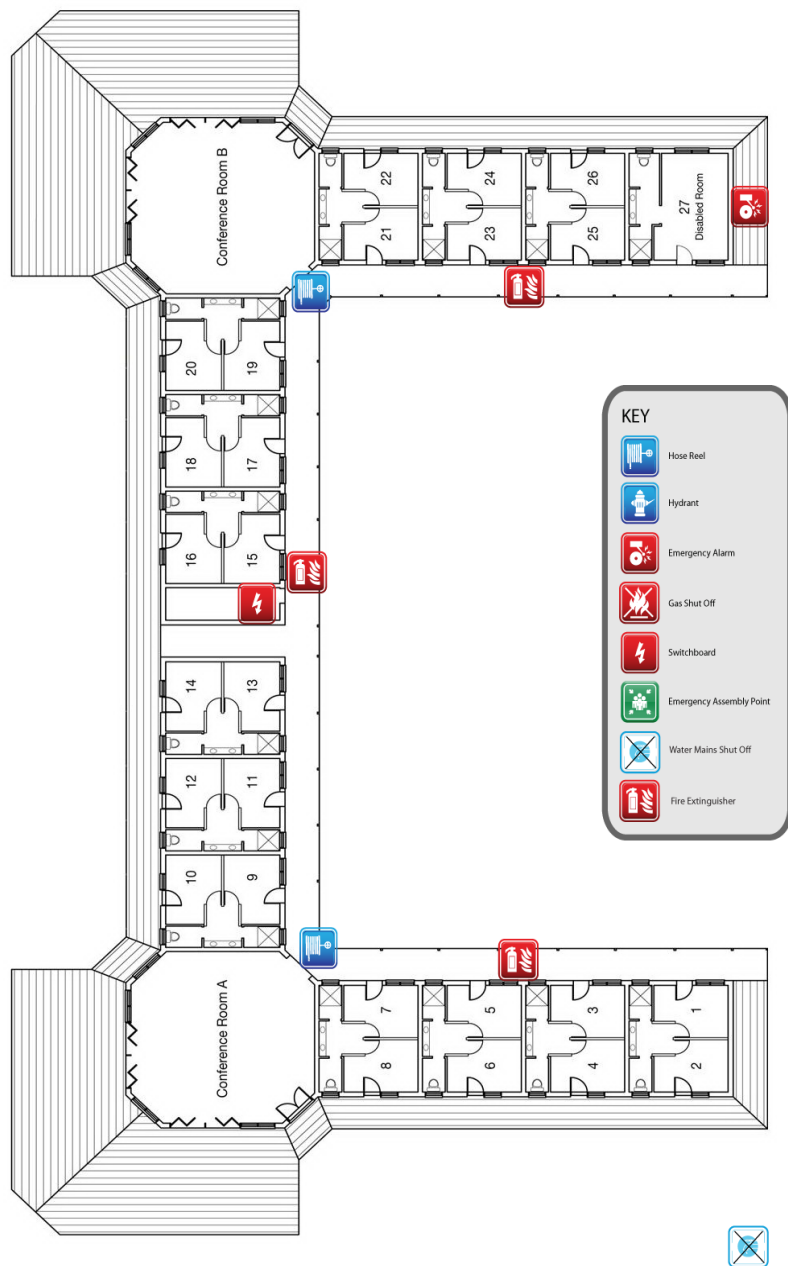 Conference Room B
22
21
24
23
26
25
27
Disabled Room
20
19
18
17
16
15
14
13
12
11
10
9
Conference Room A
8
7
6
5
4
3
2
1
KEY
Hose Reel
Hydrant
Emergency Alarm
Gas Shut Off
Switchboard
Emergency Assembly Point
Water Mains Shut Off
Fire Extinguisher